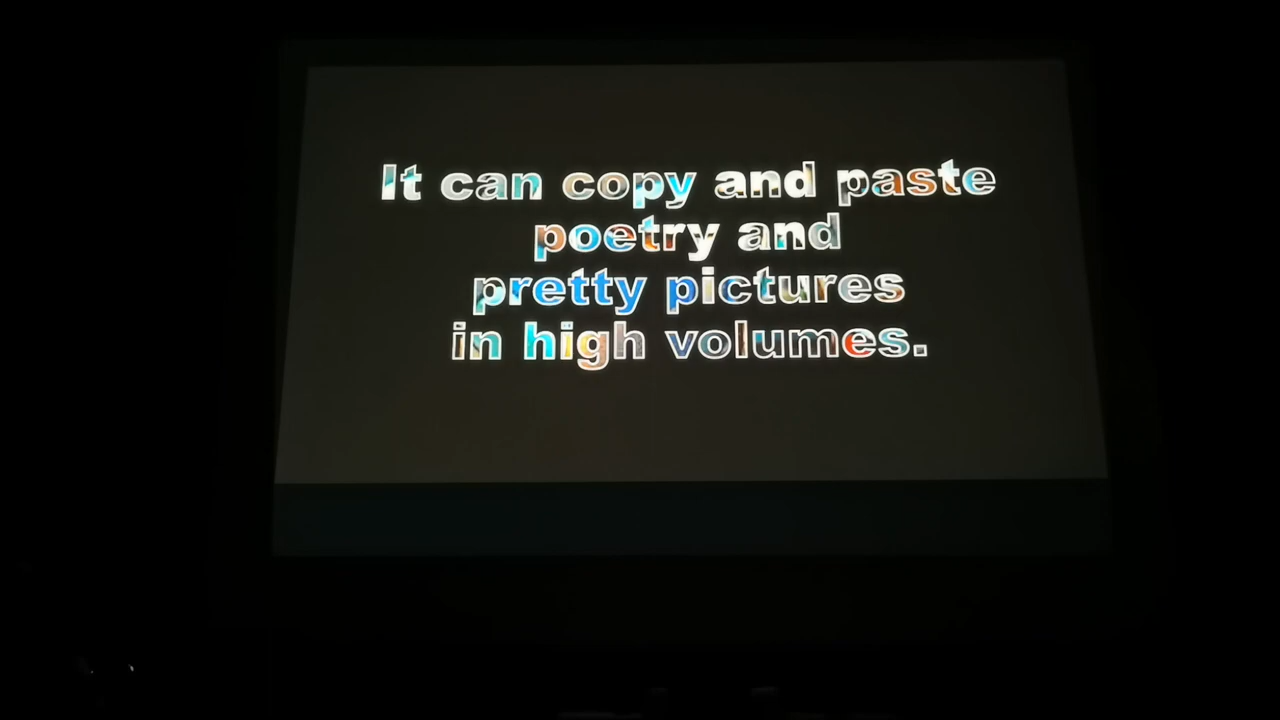 It can copy and paste
poetry and
pretty pictures
in high volumes.